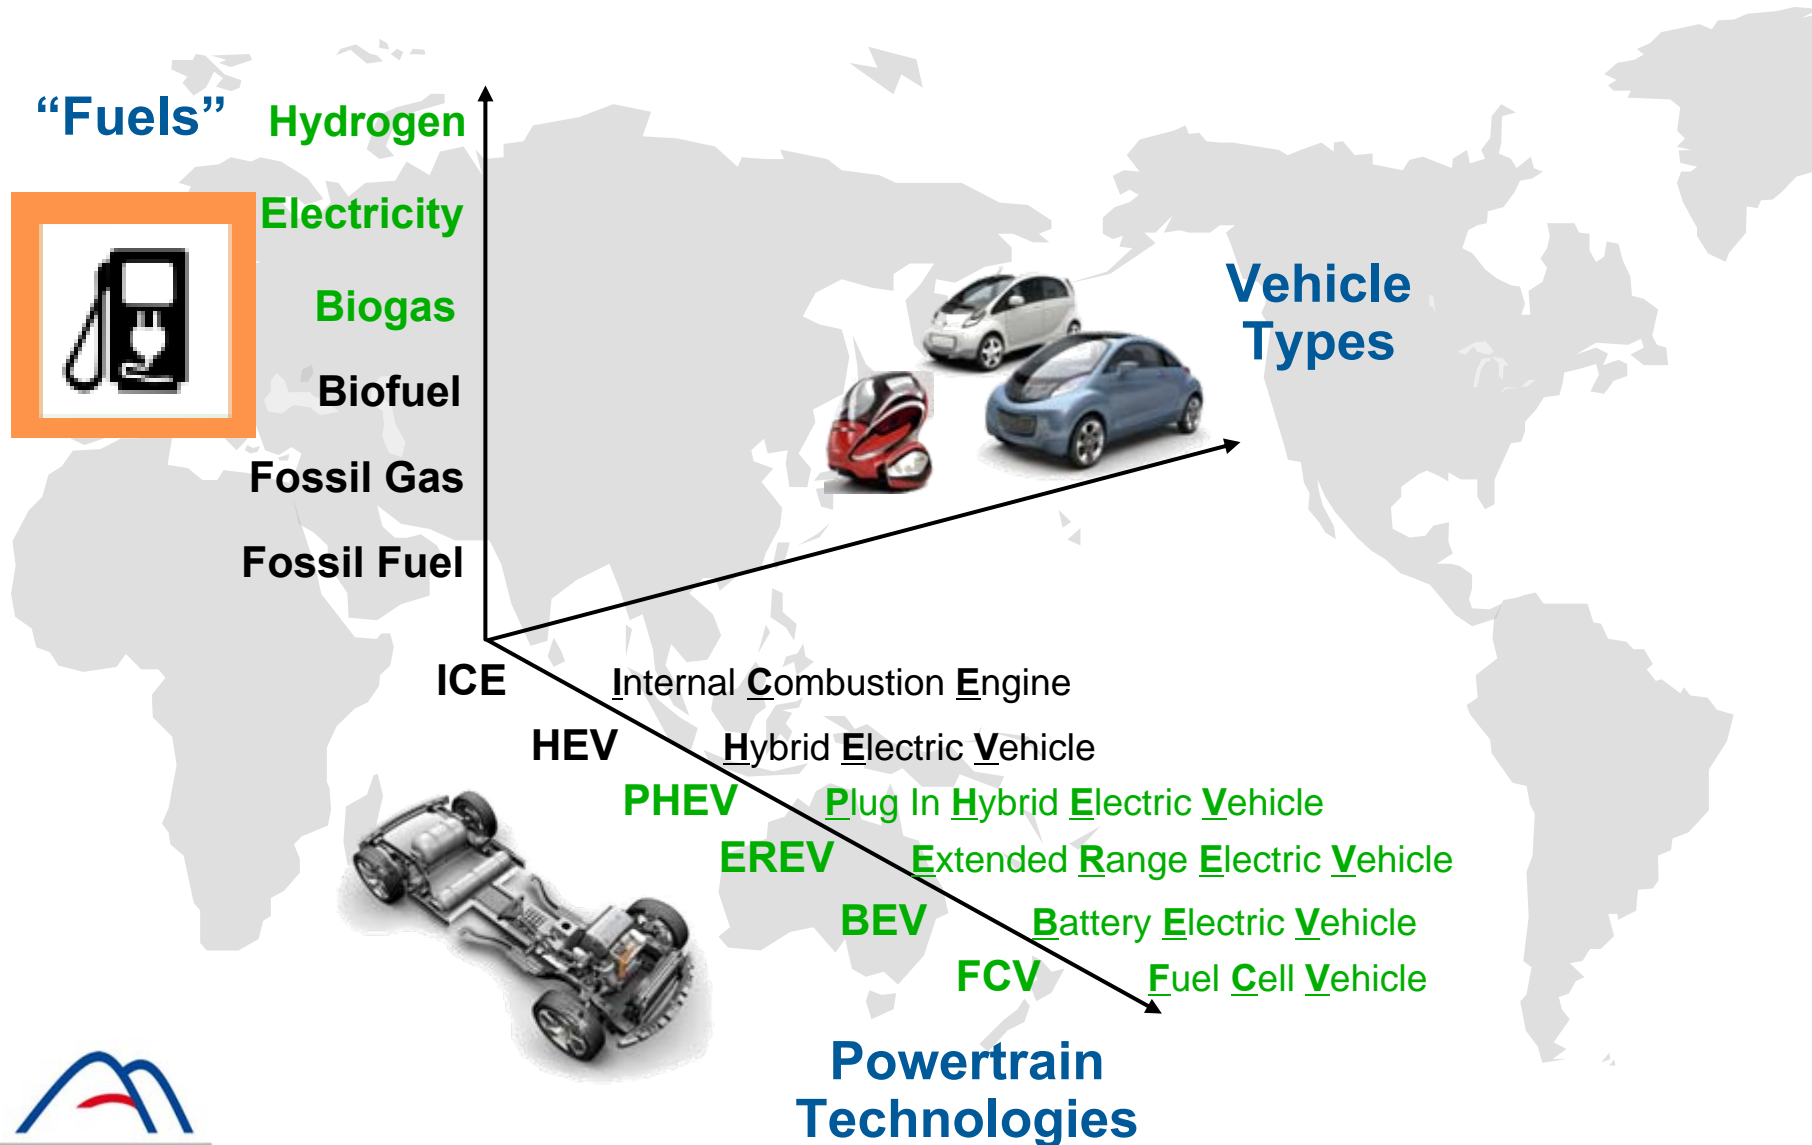 “Fuels”
Hydrogen
Electricity
Biogas
Biofuel
Fossil Gas
Fossil Fuel
Vehicle
Types
ICE Internal Combustion Engine
HEV Hybrid Electric Vehicle
PHEV Plug In Hybrid Electric Vehicle
EREV Extended Range Electric Vehicle
BEV Battery Electric Vehicle
FCV Fuel Cell Vehicle
Powertrain
Technologies